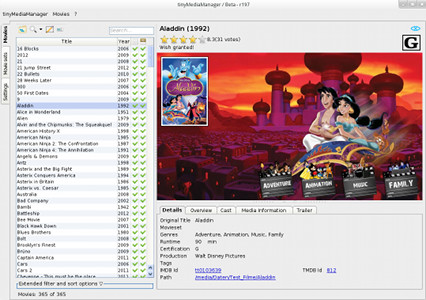 tinyMediaManager / Beta - r197
tinyMediaManager Movies ?
Movies
Movie sets
Settings
Search...
Title Year
16 Blocks 2006
2012 2009
21 2008
21 Jump Street 2012
22 Bullets 2010
28 Weeks Later 2007
300 2006
50 First Dates 2004
9 2009
Aladdin 1992
Alice in Wonderland 1951
Alien 1979
Alvin and the Chipmunks: The Squeakquel 2009
American History X 1998
American Ninja 1985
American Ninja 2: The Confrontation 1987
American Ninja 4: The Annihilation 1991
Angels & Demons 2009
Antz 1998
Asterix and the Big Fight 1989
Asterix Conquers America 1994
Asterix in Britain 1986
Asterix vs. Caesar 1985
Australia 2008
Bad Company 2002
Bambi 1942
Battleship 2012
Bee Movie 2007
Black Hawk Down 2001
Blues Brothers 1980
Bolt 2008
Brooklyn's Finest 2009
Brüno 2009
Captain America 2011
Cars 2006
Cars 2 2011
Extended filter and sort options
Movies: 365 of 365
Aladdin (1992)
8.3(31 votes)
Wish granted!
G
Aladdin
ADVENTURE
ANIMATION
MUSIC
FAMILY
Details Overview Cast Media Information Trailer
Original Title Aladdin
Movieset
Genres Adventure, Animation, Music, Family
Runtime 90 min
Certification G
Production Walt Disney Pictures
Tags
IMDB Id tt0103639 TMDB Id 812
Path /media/Daten/Test_Filme/Aladdin